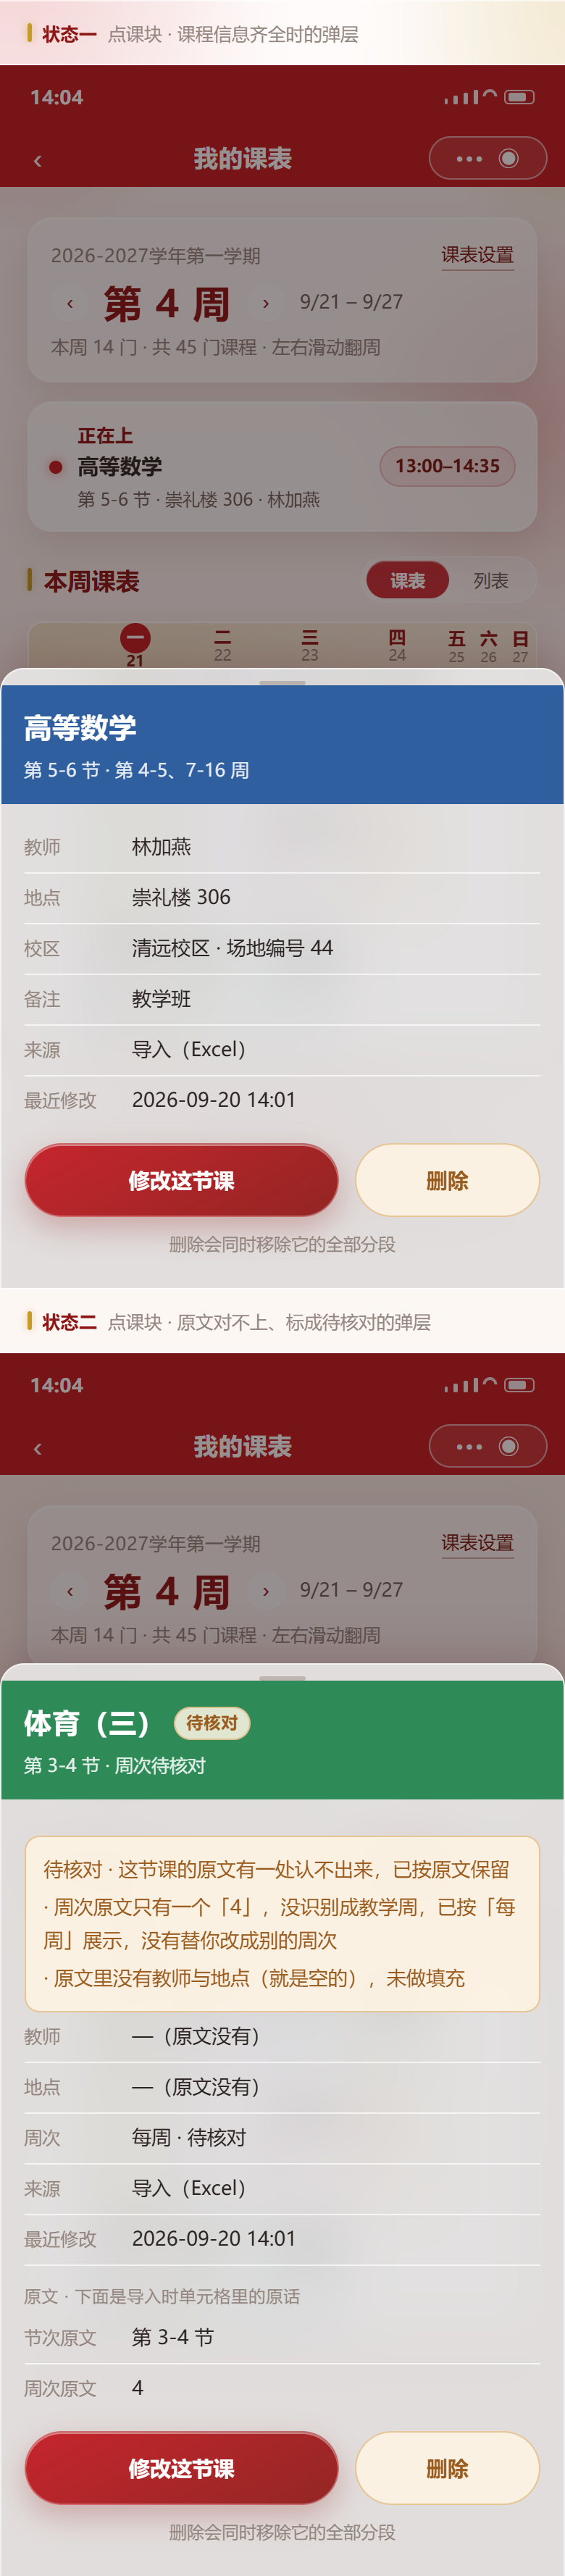 状态一 点课块 · 课程信息齐全时的弹层
14:04
‹ 我的课表
2026-2027学年第一学期 课表设置
‹ 第 4 周 › 9/21 – 9/27
本周 14 门 · 共 45 门课程 · 左右滑动翻周
正在上
高等数学 13:00–14:35
第 5-6 节 · 崇礼楼 306 · 林加燕
本周课表 课表 列表
一 二 三 四 五 六 日
21 22 23 24 25 26 27
高等数学
第 5-6 节 · 第 4-5、7-16 周
教师 林加燕
地点 崇礼楼 306
校区 清远校区 · 场地编号 44
备注 教学班
来源 导入（Excel）
最近修改 2026-09-20 14:01
修改这节课 删除
删除会同时移除它的全部分段
状态二 点课块 · 原文对不上、标成待核对的弹层
14:04
‹ 我的课表
2026-2027学年第一学期 课表设置
‹ 第 4 周 › 9/21 – 9/27
本周 14 门 · 共 45 门课程 · 左右滑动翻周
体育（三） 待核对
第 3-4 节 · 周次待核对
待核对 · 这节课的原文有一处认不出来，已按原文保留
· 周次原文只有一个「4」，没识别成教学周，已按「每
周」展示，没有替你改成别的周次
· 原文里没有教师与地点（就是空的），未做填充
教师 —（原文没有）
地点 —（原文没有）
周次 每周 · 待核对
来源 导入（Excel）
最近修改 2026-09-20 14:01
原文 · 下面是导入时单元格里的原话
节次原文 第 3-4 节
周次原文 4
修改这节课 删除
删除会同时移除它的全部分段